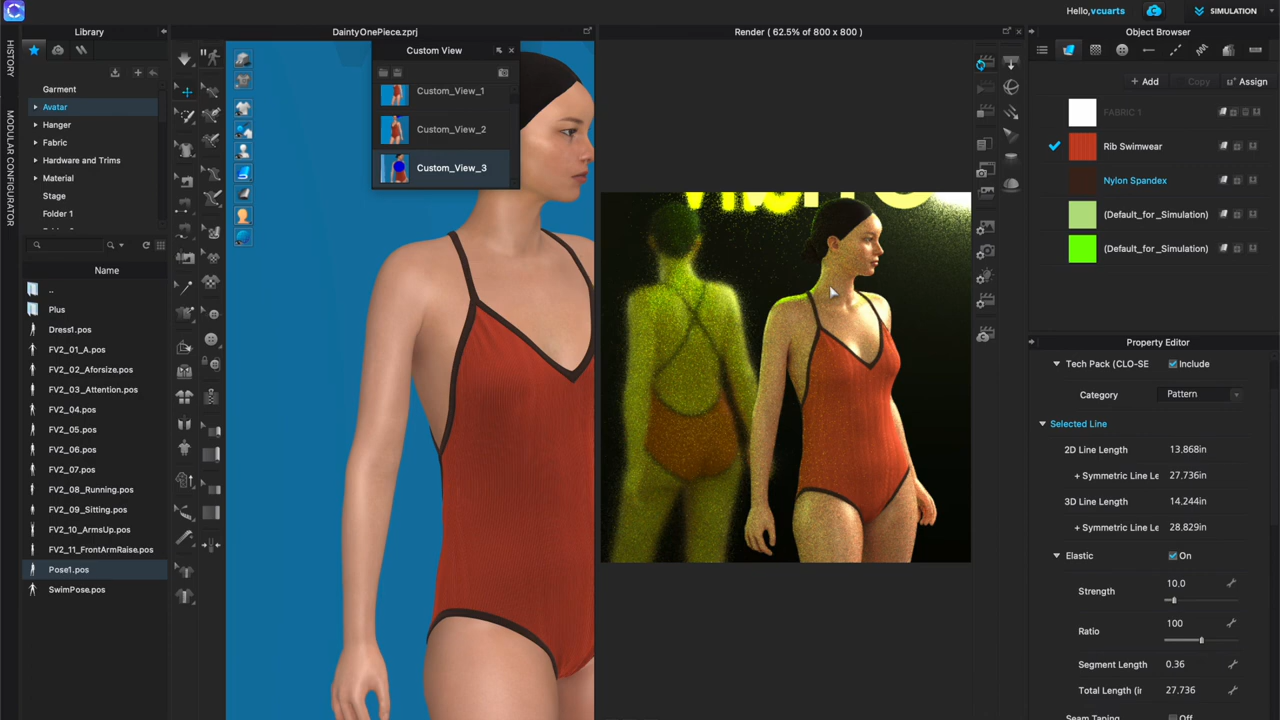 Hello,vcuarts
SIMULATION
HISTORY
MODULAR CONFIGURATOR
Library
Garment
Avatar
Hanger
Fabric
Hardware and Trims
Material
Stage
Folder 1
Name
..
Plus
Dress1.pos
FV2_01_A.pos
FV2_02_Aforsize.pos
FV2_03_Attention.pos
FV2_04.pos
FV2_05.pos
FV2_06.pos
FV2_07.pos
FV2_08_Running.pos
FV2_09_Sitting.pos
FV2_10_ArmsUp.pos
FV2_11_FrontArmRaise.pos
Pose1.pos
SwimPose.pos
DaintyOnePiece.zprj
Custom View
Custom_View_1
Custom_View_2
Custom_View_3
Render ( 62.5% of 800 x 800 )
Object Browser
+ Add
Copy
Assign
FABRIC 1
Rib Swimwear
Nylon Spandex
(Default_for_Simulation)
(Default_for_Simulation)
Property Editor
Tech Pack (CLO-SE
Include
Category
Pattern
Selected Line
2D Line Length
13.868in
+ Symmetric Line Le
27.736in
3D Line Length
14.244in
+ Symmetric Line Le
28.829in
Elastic
On
Strength
10.0
Ratio
100
Segment Length
0.36
Total Length (ir
27.736
Seam Taping
Off